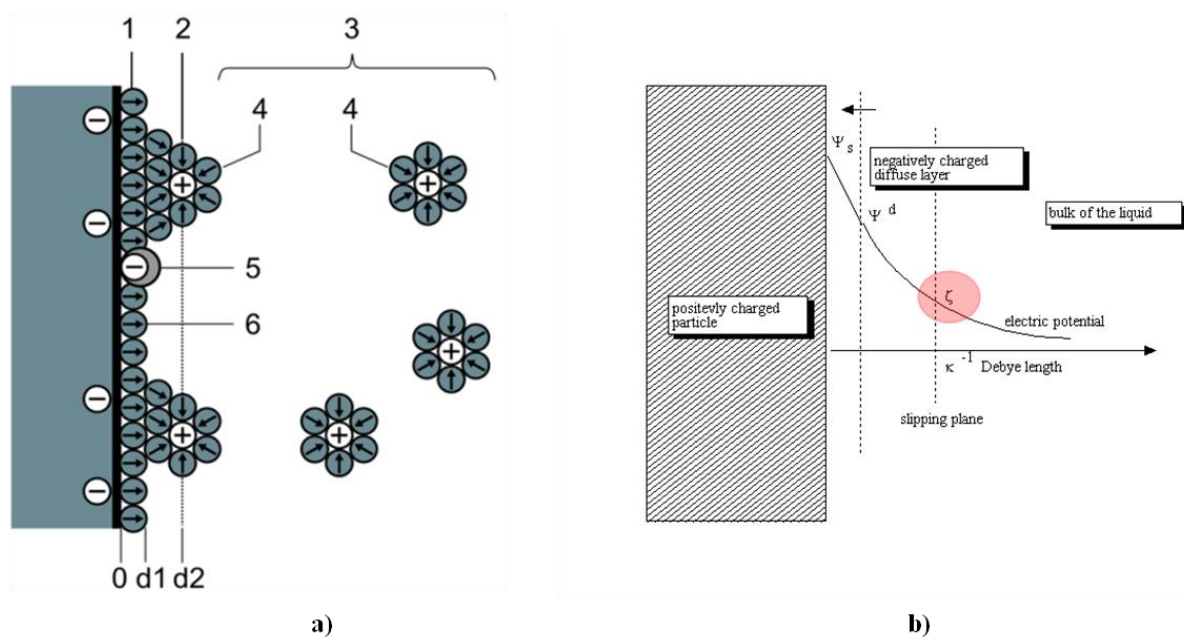 1 2 3
4 4
5
6
0 d1 d2
− − − − −
+ + + + +
a)
Ψs
negatively charged
diffuse layer
Ψd
bulk of the liquid
positevly charged
particle
ζ
electric potential
κ-1 Debye length
slipping plane
b)